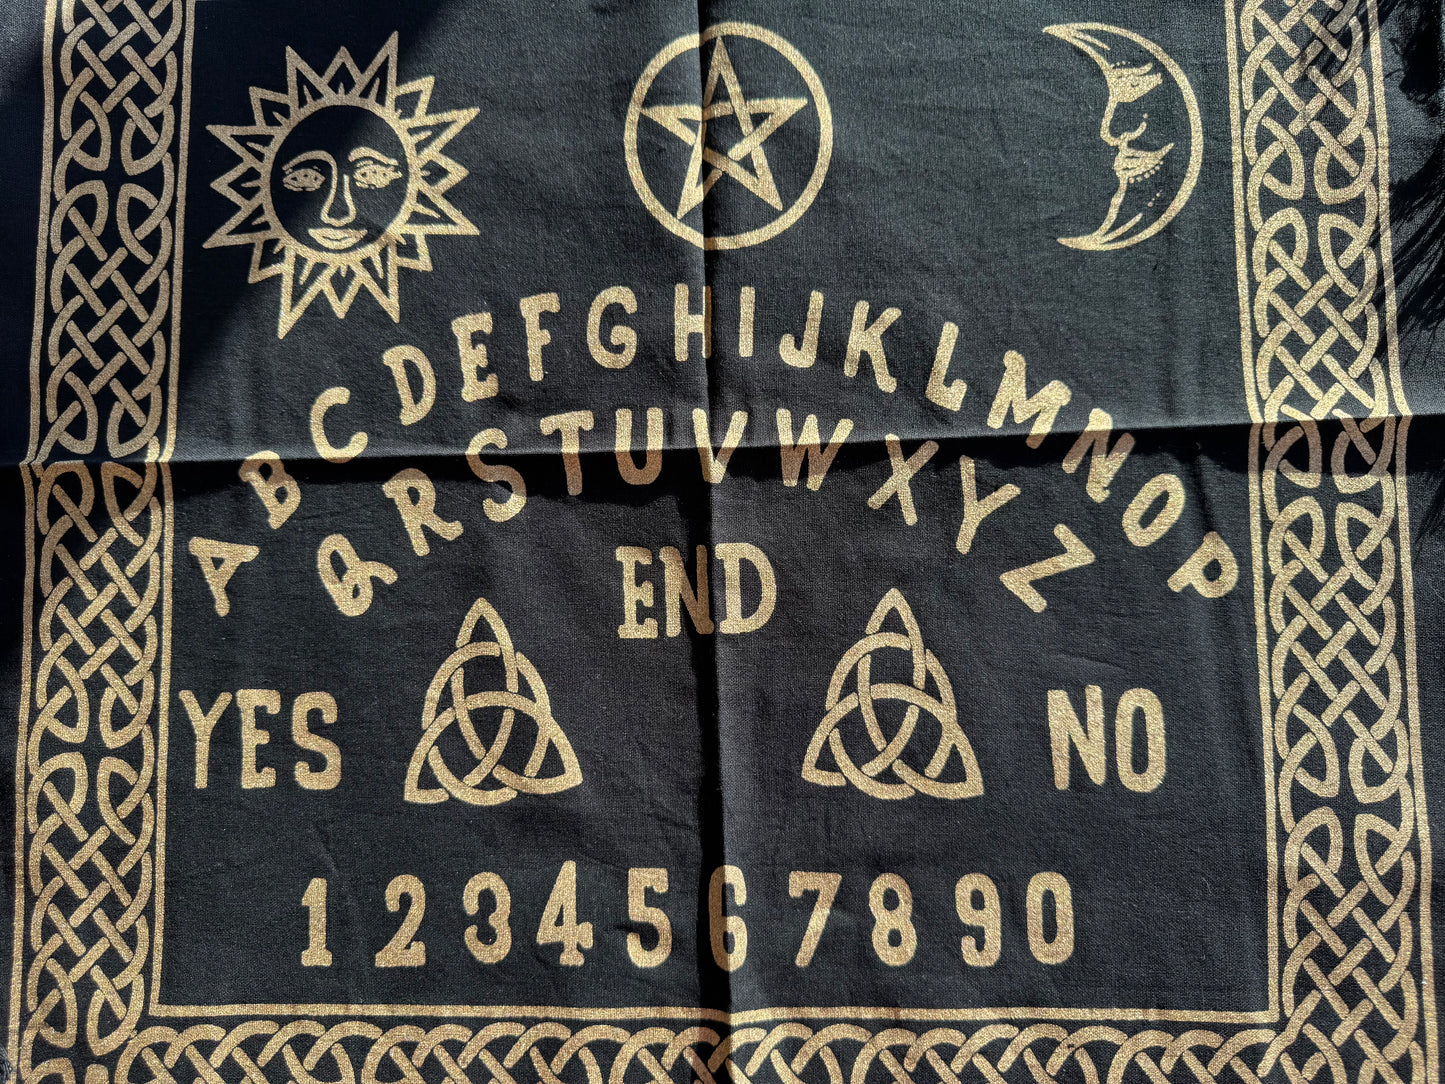 ABCDEFGHIJKLMNOP
QRSTUVWXYZ
END
YES NO
1234567890